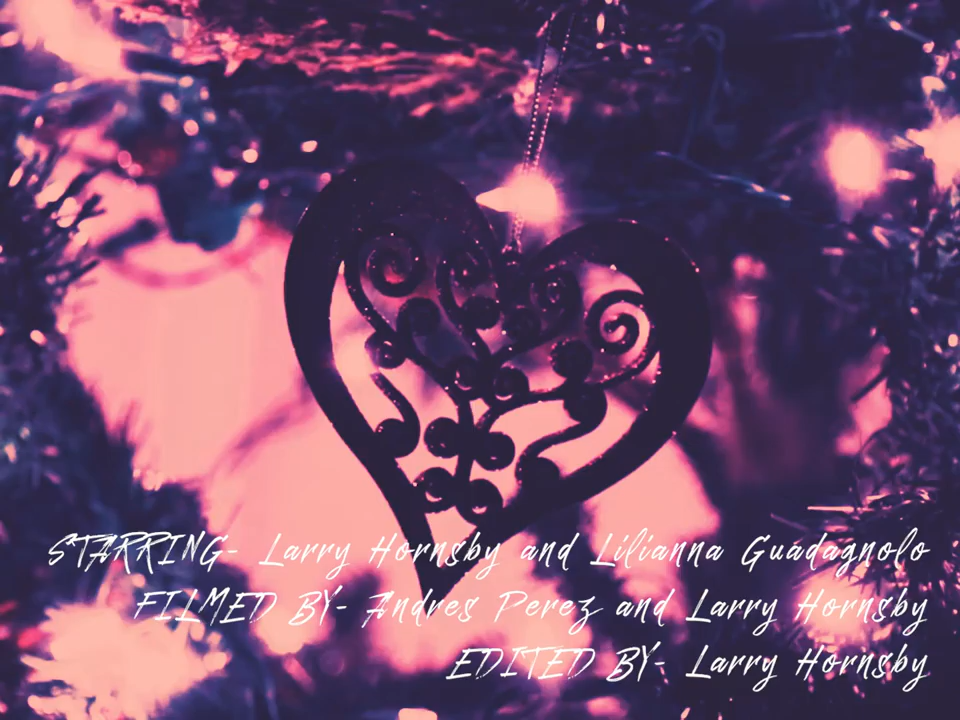 STARRING- Larry Hornsby and Lilianna Guadagnolo
FILMED BY- Andres Perez and Larry Hornsby
EDITED BY- Larry Hornsby